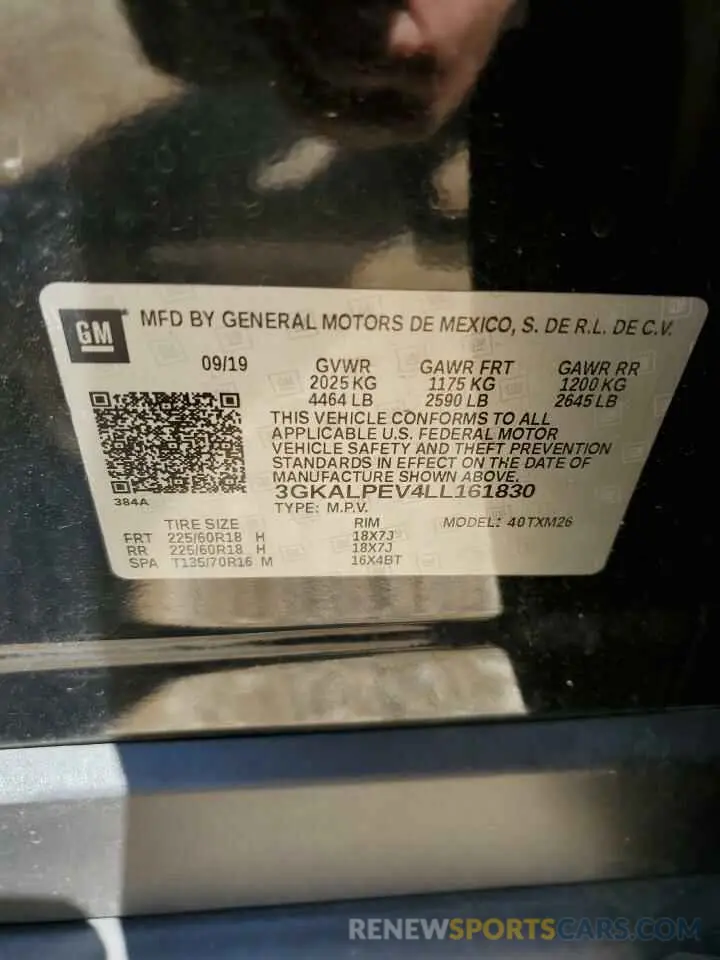 GM MFD BY GENERAL MOTORS DE MEXICO, S. DE R.L. DE C.V.
09/19 GVWR GAWR FRT GAWR RR
2025 KG 1175 KG 1200 KG
4464 LB 2590 LB 2645 LB
THIS VEHICLE CONFORMS TO ALL
APPLICABLE U.S. FEDERAL MOTOR
VEHICLE SAFETY AND THEFT PREVENTION
STANDARDS IN EFFECT ON THE DATE OF
MANUFACTURE SHOWN ABOVE.
384A 3GKALPEV4LL161830
TYPE: M.P.V.
TIRE SIZE RIM MODEL: 40TXM26
FRT 225/60R18 H 18X7J
RR 225/60R18 H 18X7J
SPA T135/70R16 M 16X4BT
RENEWSPORTSCARS.COM